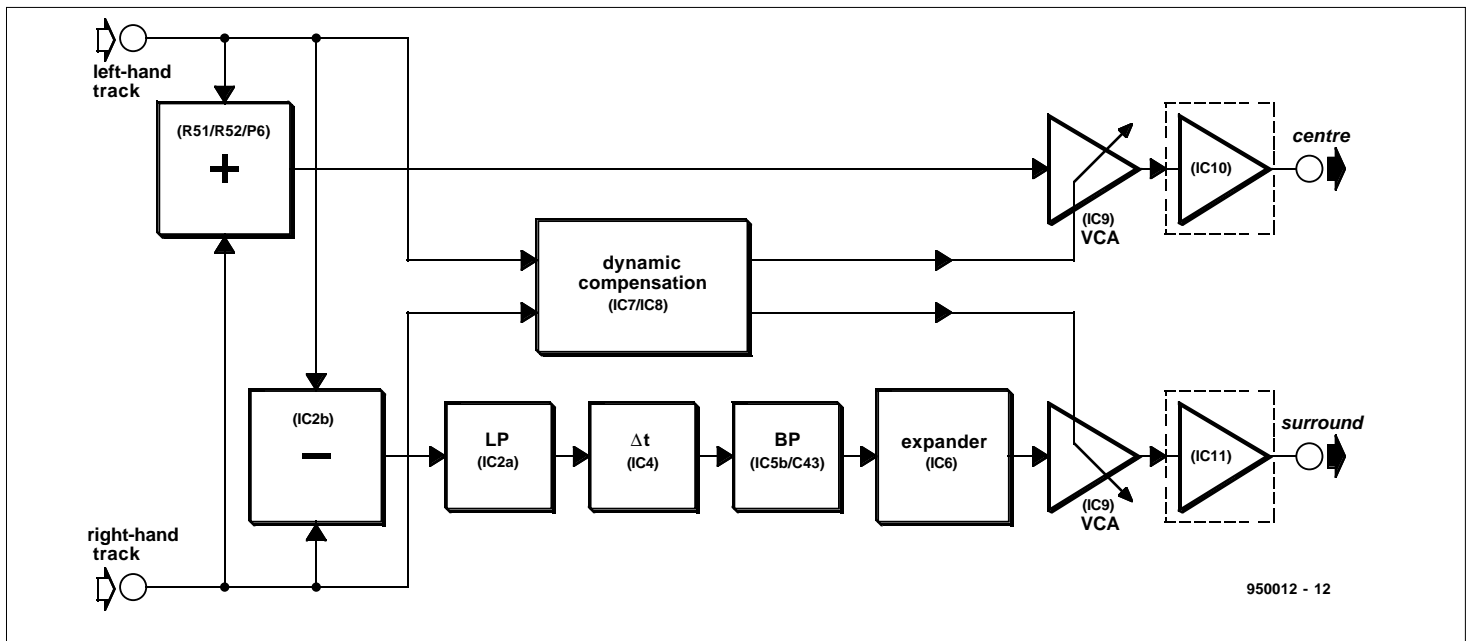 left-hand
track
(R51/R52/P6)
+
(IC9)
VCA
(IC10)
centre
dynamic
compensation
(IC7/IC8)
(IC2b)
−
LP
(IC2a)
Δt
(IC4)
BP
(IC5b/C43)
expander
(IC6)
(IC9)
VCA
(IC11)
surround
right-hand
track
950012 - 12